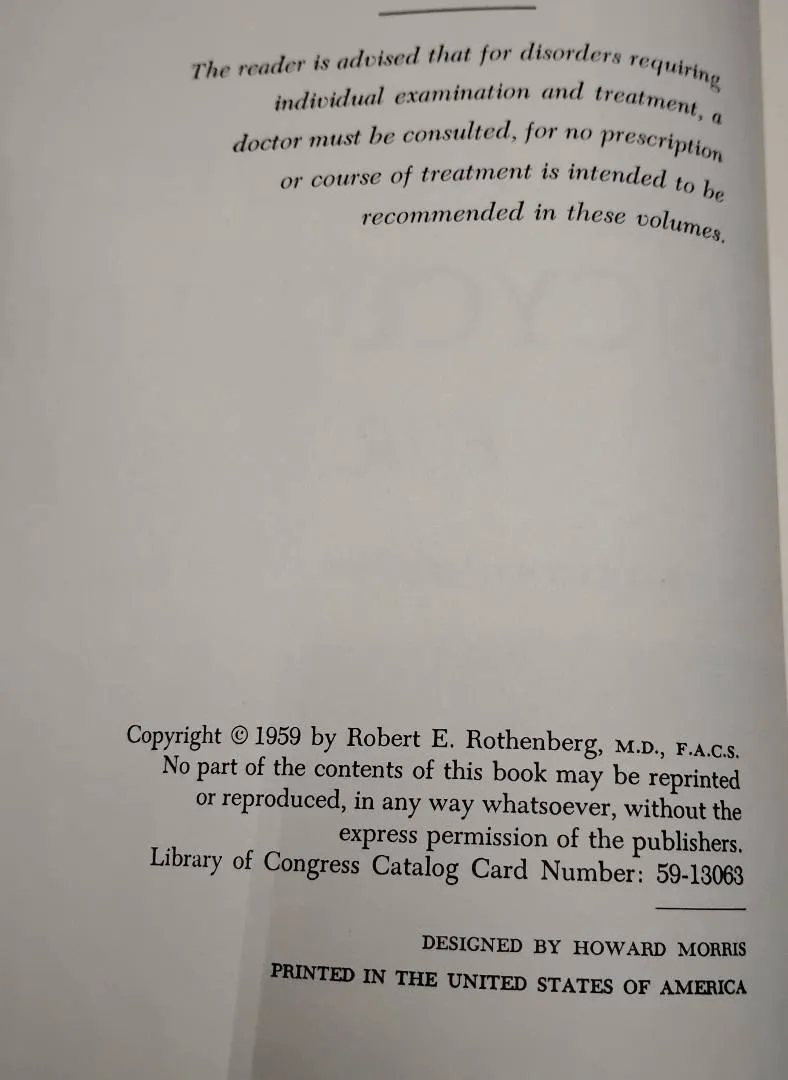 The reader is advised that for disorders requiring
individual examination and treatment, a
doctor must be consulted, for no prescription
or course of treatment is intended to be
recommended in these volumes.
Copyright © 1959 by Robert E. Rothenberg, M.D., F.A.C.S.
No part of the contents of this book may be reprinted
or reproduced, in any way whatsoever, without the
express permission of the publishers.
Library of Congress Catalog Card Number: 59-13063
DESIGNED BY HOWARD MORRIS
PRINTED IN THE UNITED STATES OF AMERICA